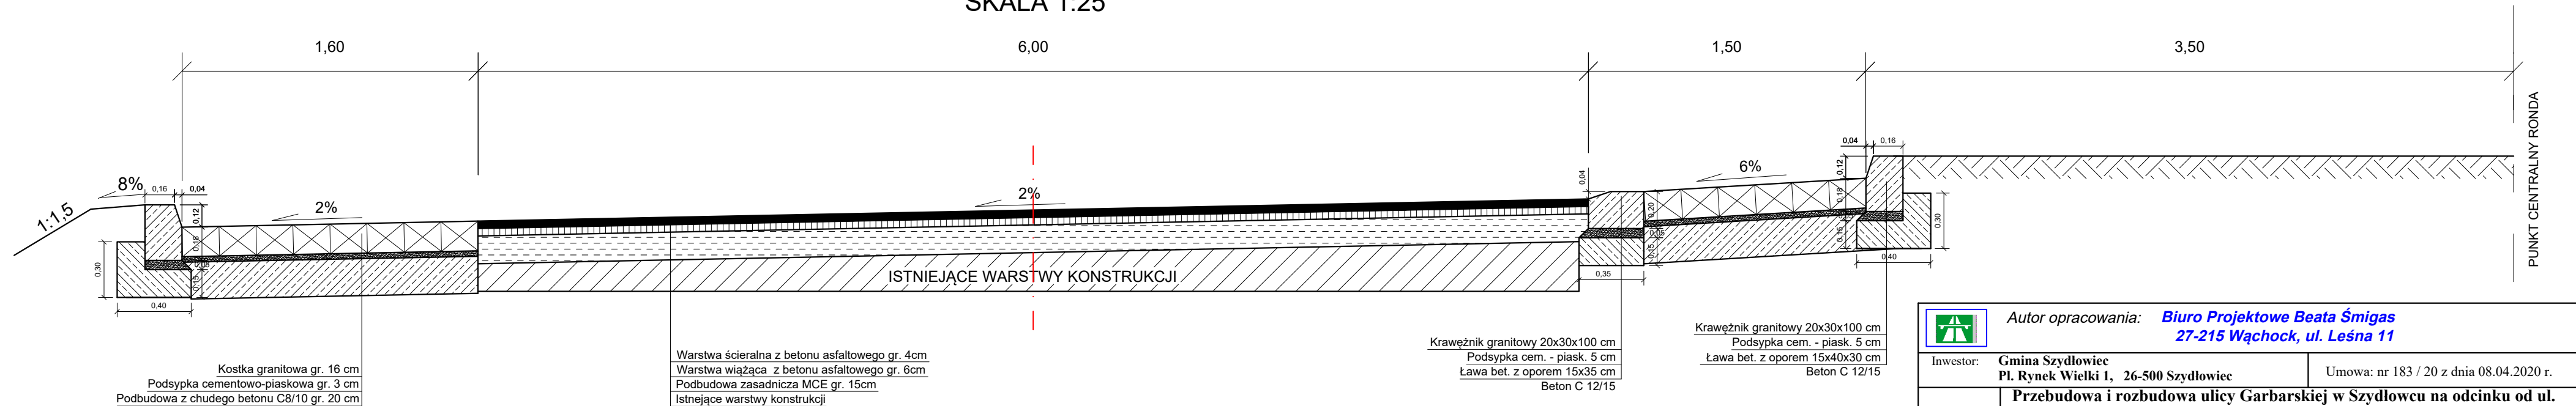 SKALA 1:25
1,60
6,00
1,50
3,50
PUNKT CENTRALNY RONDA
1:1,5
8%
0,16
0,04
0,12
2%
0,30
0,40
2%
ISTNIEJĄCE WARSTWY KONSTRUKCJI
0,04
0,20
0,15
0,35
6%
0,04
0,16
0,12
0,18
0,15
0,30
0,40
Kostka granitowa gr. 16 cm
Podsypka cementowo-piaskowa gr. 3 cm
Podbudowa z chudego betonu C8/10 gr. 20 cm
Warstwa ścieralna z betonu asfaltowego gr. 4cm
Warstwa wiążąca z betonu asfaltowego gr. 6cm
Podbudowa zasadnicza MCE gr. 15cm
Istnejące warstwy konstrukcji
Krawężnik granitowy 20x30x100 cm
Podsypka cem. - piask. 5 cm
Ława bet. z oporem 15x35 cm
Beton C 12/15
Krawężnik granitowy 20x30x100 cm
Podsypka cem. - piask. 5 cm
Ława bet. z oporem 15x40x30 cm
Beton C 12/15
Autor opracowania: Biuro Projektowe Beata Śmigas
27-215 Wąchock, ul. Leśna 11
Inwestor: Gmina Szydłowiec
Pl. Rynek Wielki 1, 26-500 Szydłowiec
Umowa: nr 183 / 20 z dnia 08.04.2020 r.
Przebudowa i rozbudowa ulicy Garbarskiej w Szydłowcu na odcinku od ul.